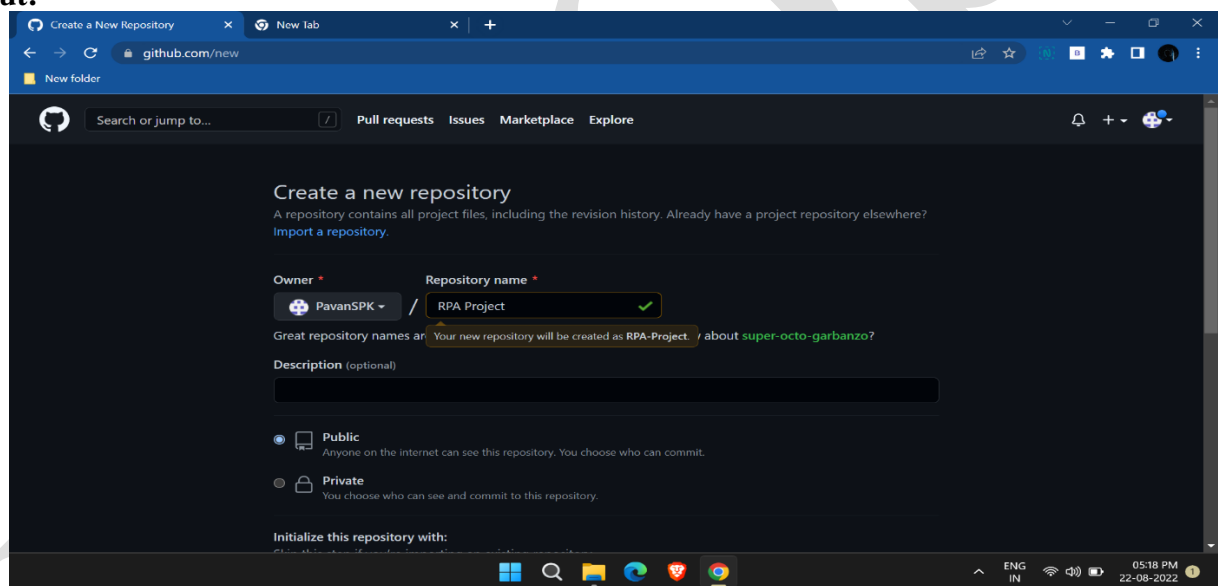 Create a New Repository
New Tab
github.com/new
New folder
Search or jump to...
/
Pull requests Issues Marketplace Explore
Create a new repository
A repository contains all project files, including the revision history. Already have a project repository elsewhere?
Import a repository.
Owner * Repository name *
PavanSPK / RPA Project
Great repository names ar
Your new repository will be created as RPA-Project.
about super-octo-garbanzo?
Description (optional)
Public
Anyone on the internet can see this repository. You choose who can commit.
Private
You choose who can see and commit to this repository.
Initialize this repository with:
ENG
IN
05:18 PM
22-08-2022
1